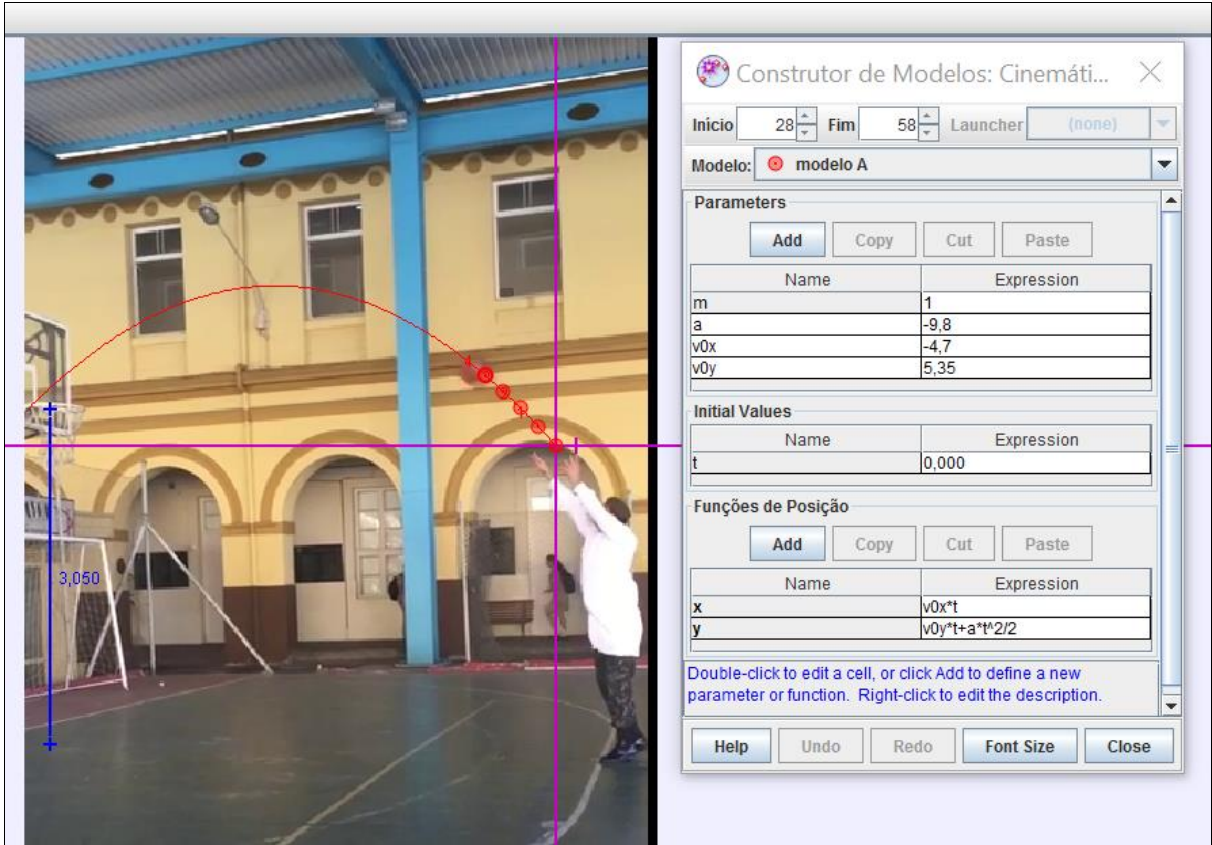 Construtor de Modelos: Cinemáti...
Início 28 Fim 58 Launcher (none)
Modelo: modelo A
Parameters
Add Copy Cut Paste
Name Expression
m 1
a -9,8
v0x -4,7
v0y 5,35
Initial Values
Name Expression
t 0,000
Funções de Posição
Add Copy Cut Paste
Name Expression
x v0x*t
y v0y*t+a*t^2/2
Double-click to edit a cell, or click Add to define a new
parameter or function. Right-click to edit the description.
Help Undo Redo Font Size Close
4
1
3,050